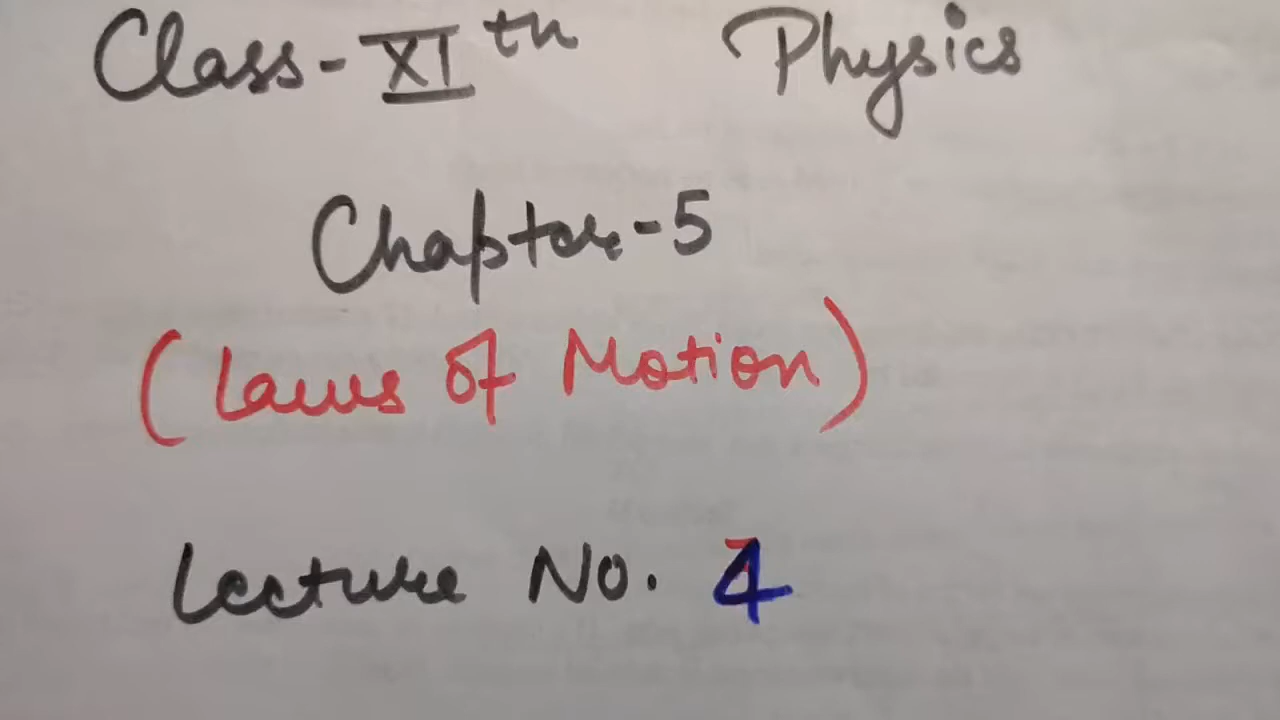 Class-XIth Physics
Chapter-5
(Laws of Motion)
Lecture No. 4